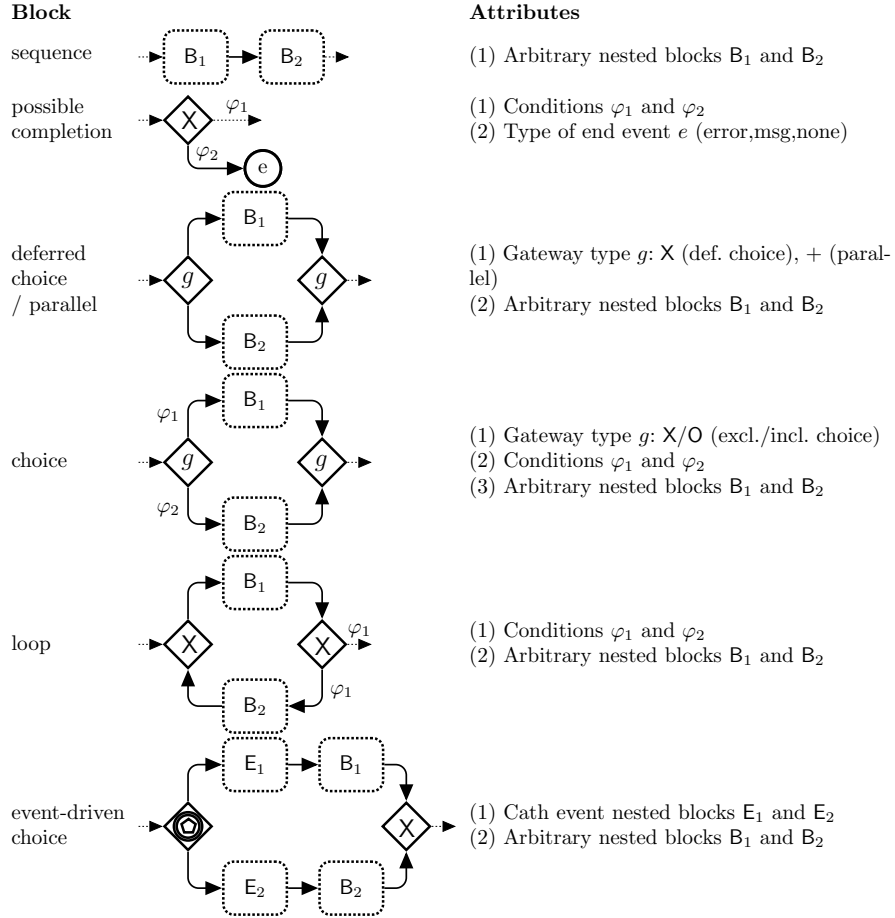 Block Attributes
sequence B₁ B₂ (1) Arbitrary nested blocks B₁ and B₂
possible
completion
X φ₁
φ₂ e
(1) Conditions φ₁ and φ₂
(2) Type of end event e (error,msg,none)
deferred
choice
/ parallel
B₁
g g
B₂
(1) Gateway type g: X (def. choice), + (paral-
lel)
(2) Arbitrary nested blocks B₁ and B₂
choice
φ₁ B₁
g g
φ₂ B₂
(1) Gateway type g: X/O (excl./incl. choice)
(2) Conditions φ₁ and φ₂
(3) Arbitrary nested blocks B₁ and B₂
loop
B₁
X X φ₁
B₂ φ₁
(1) Conditions φ₁ and φ₂
(2) Arbitrary nested blocks B₁ and B₂
event-driven
choice
E₁ B₁
X
E₂ B₂
(1) Cath event nested blocks E₁ and E₂
(2) Arbitrary nested blocks B₁ and B₂